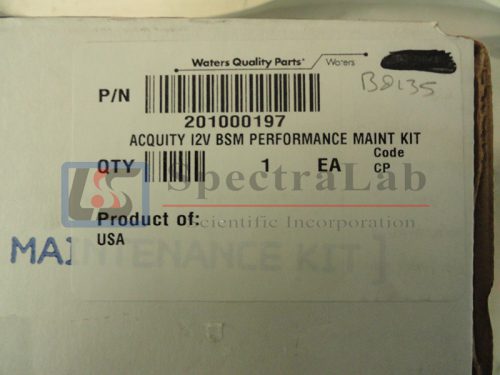 Waters Quality Parts™ Waters
P/N
B8135
201000197
ACQUITY I2V BSM PERFORMANCE MAINT KIT
QTY 1 EA Code
CP
SpectraLab
Scientific Incorporation
Product of:
USA
MAINTENANCE KIT]